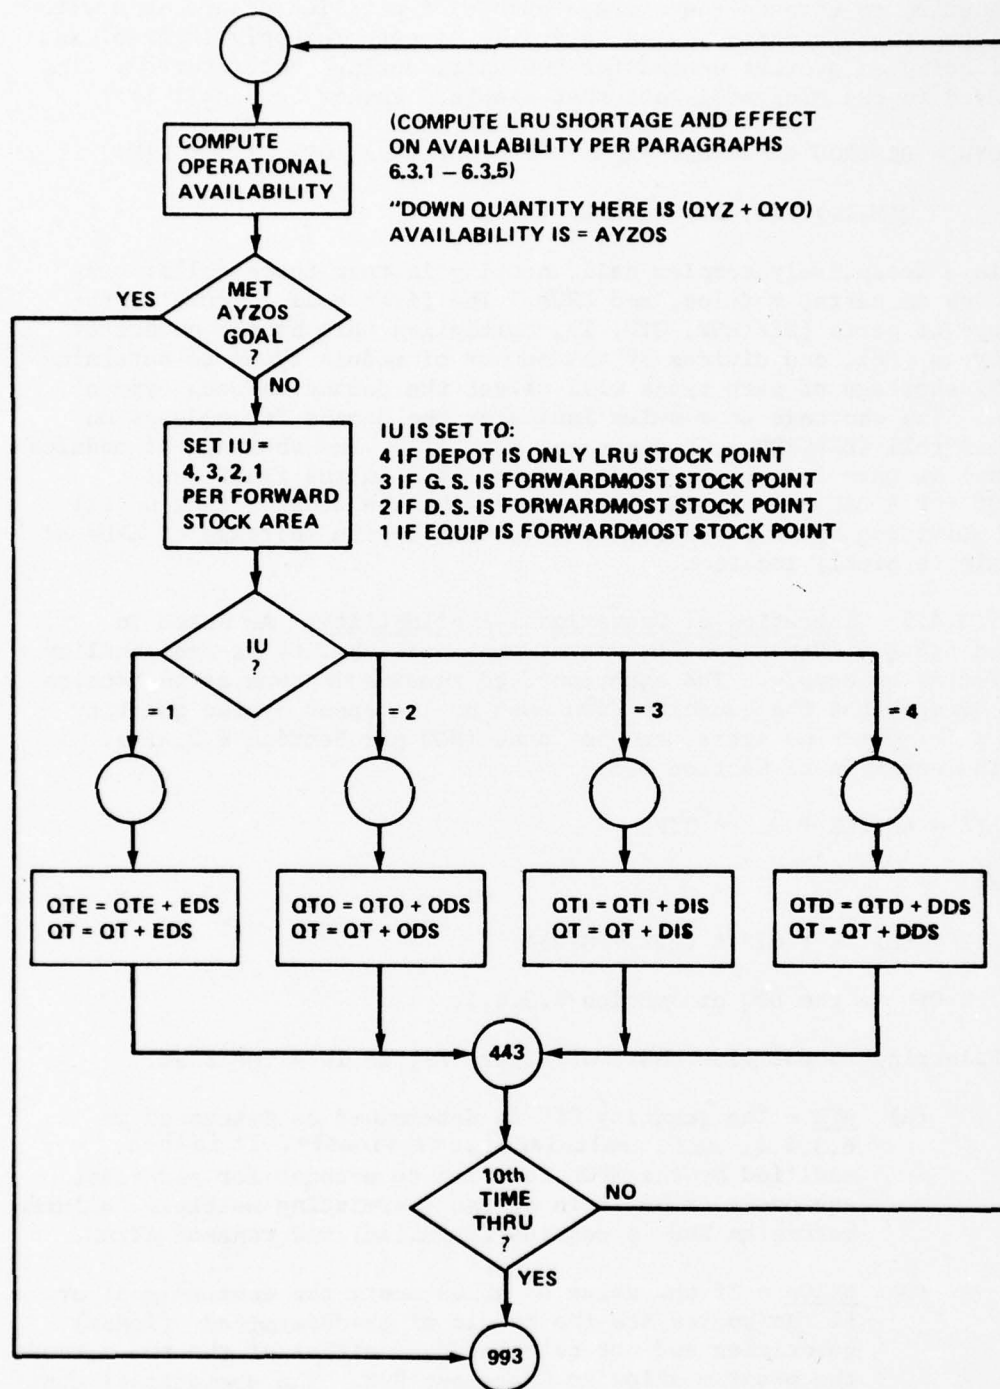 COMPUTE
OPERATIONAL
AVAILABILITY
(COMPUTE LRU SHORTAGE AND EFFECT
ON AVAILABILITY PER PARAGRAPHS
6.3.1 – 6.3.5)
"DOWN QUANTITY HERE IS (QYZ + QYO)
AVAILABILITY IS = AYZOS
YES
MET
AYZOS
GOAL
?
NO
SET IU =
4, 3, 2, 1
PER FORWARD
STOCK AREA
IU IS SET TO:
4 IF DEPOT IS ONLY LRU STOCK POINT
3 IF G. S. IS FORWARDMOST STOCK POINT
2 IF D. S. IS FORWARDMOST STOCK POINT
1 IF EQUIP IS FORWARDMOST STOCK POINT
IU
?
= 1
= 2
= 3
= 4
QTE = QTE + EDS
QT = QT + EDS
QTO = QTO + ODS
QT = QT + ODS
QTI = QTI + DIS
QT = QT + DIS
QTD = QTD + DDS
QT = QT + DDS
443
10th
TIME
THRU
?
NO
YES
993